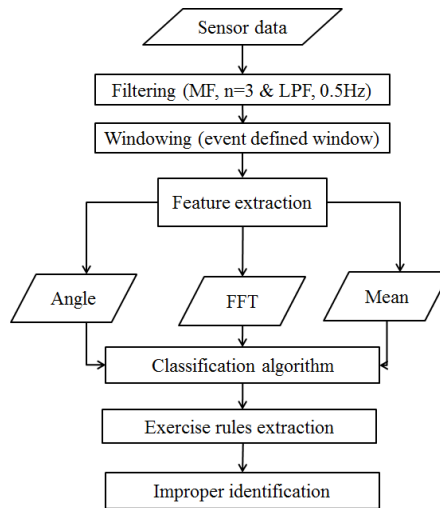 Sensor data
Filtering (MF, n=3 & LPF, 0.5Hz)
Windowing (event defined window)
Feature extraction
Angle
FFT
Mean
Classification algorithm
Exercise rules extraction
Improper identification